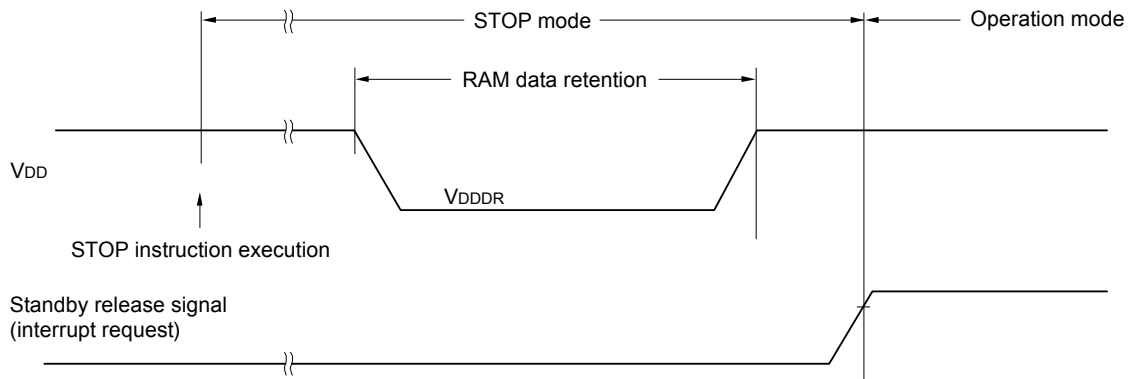 STOP mode
Operation mode
RAM data retention
VDD
VDDDR
STOP instruction execution
Standby release signal
(interrupt request)